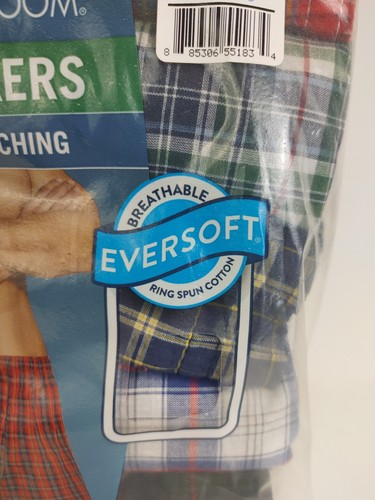 OOM®
8 85306 55183 4
ERS
CHING
BREATHABLE
EVERSOFT®
RING SPUN COTTON